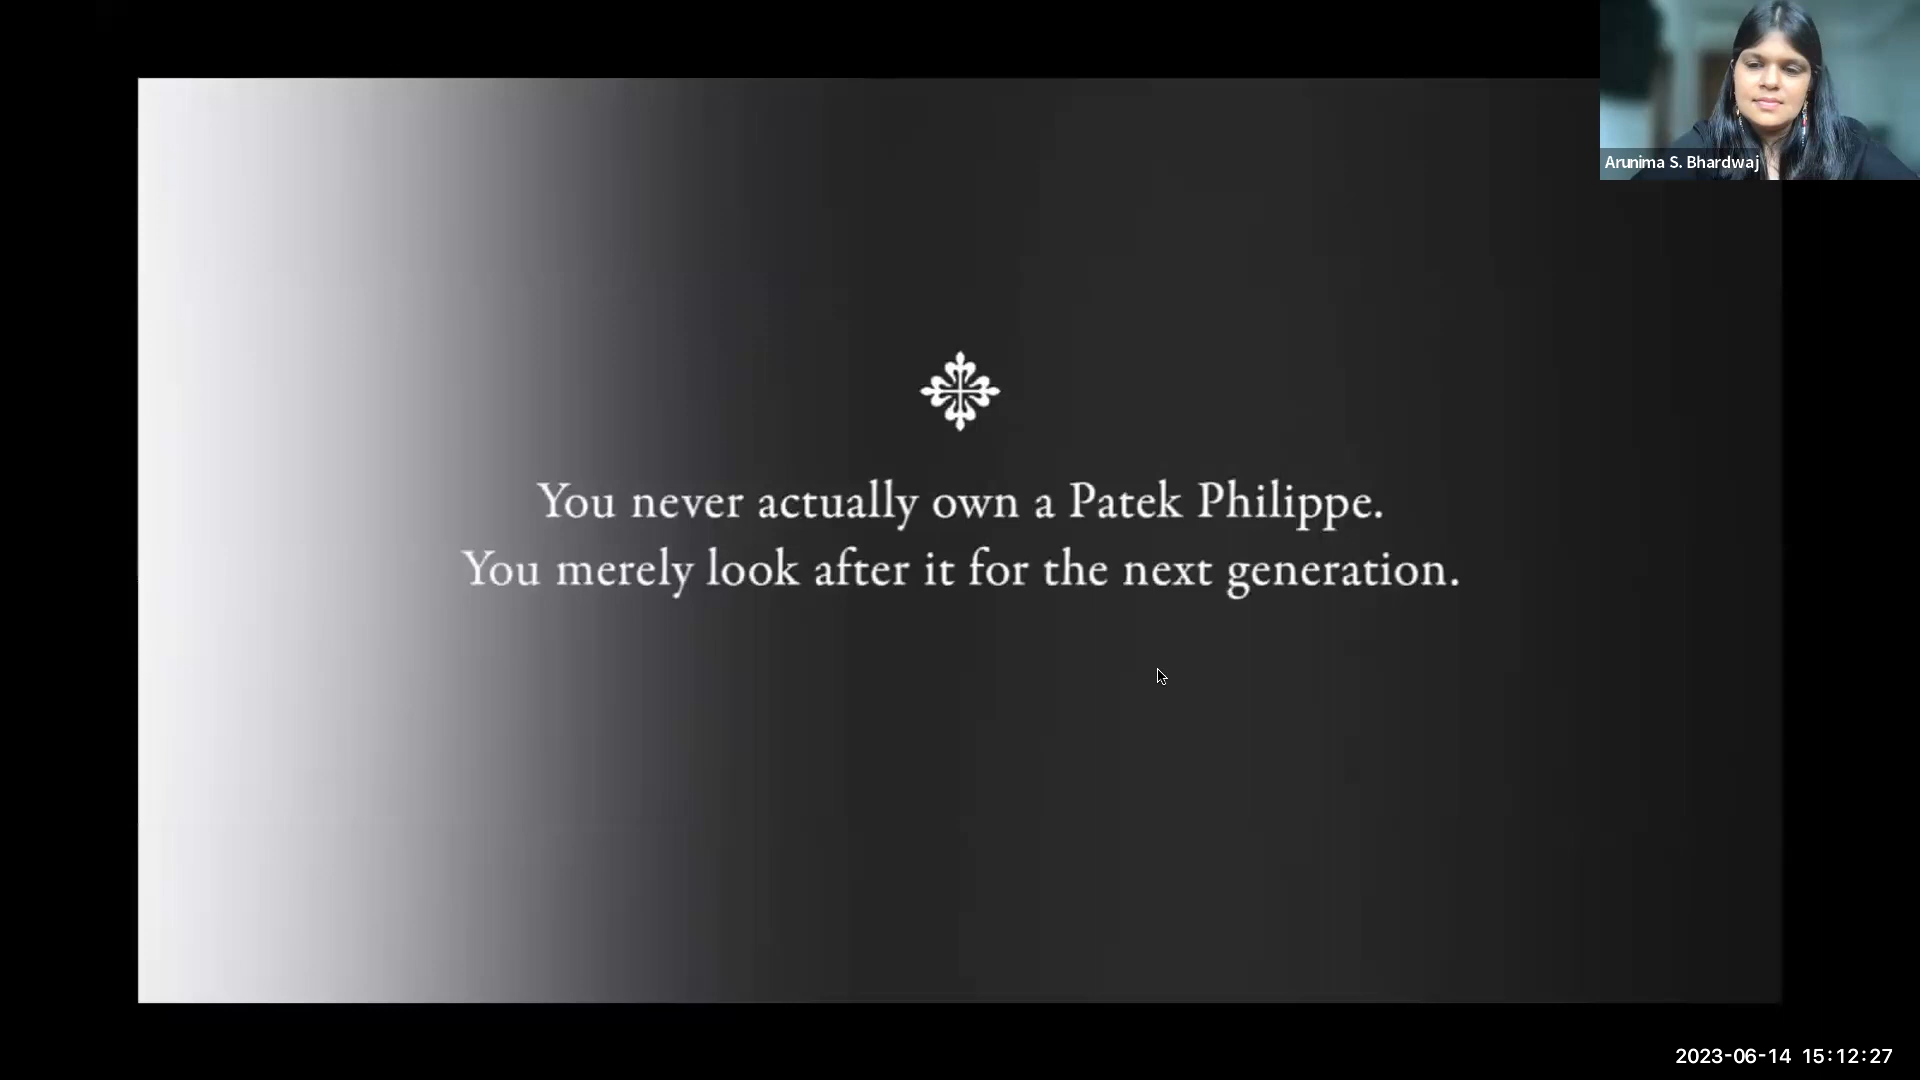 Arunima S. Bhardwaj
You never actually own a Patek Philippe.
You merely look after it for the next generation.
2023-06-14 15:12:27